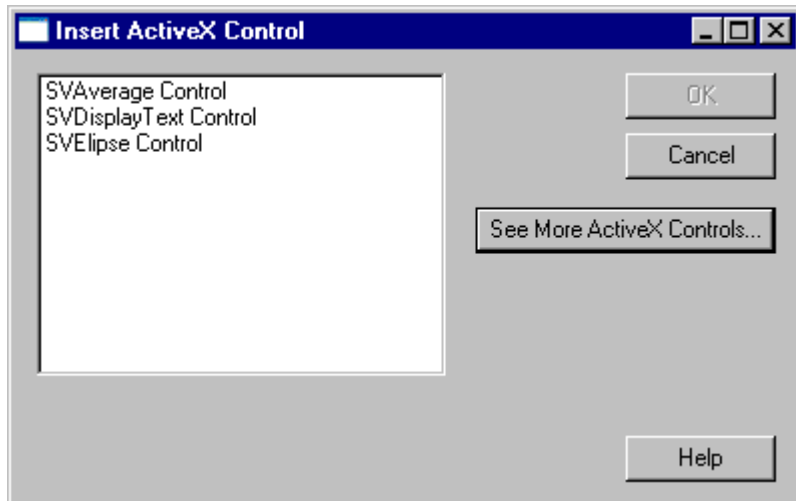 Insert ActiveX Control
SVAverage Control
SVDisplayText Control
SVElipse Control
OK
Cancel
See More ActiveX Controls...
Help